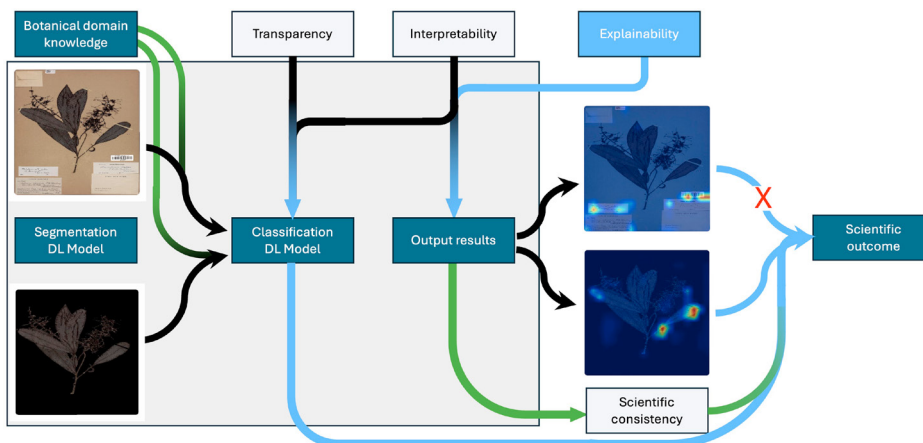 Botanical domain
knowledge
Transparency
Interpretability
Explainability
Segmentation
DL Model
Classification
DL Model
Output results
X
Scientific
outcome
Scientific
consistency